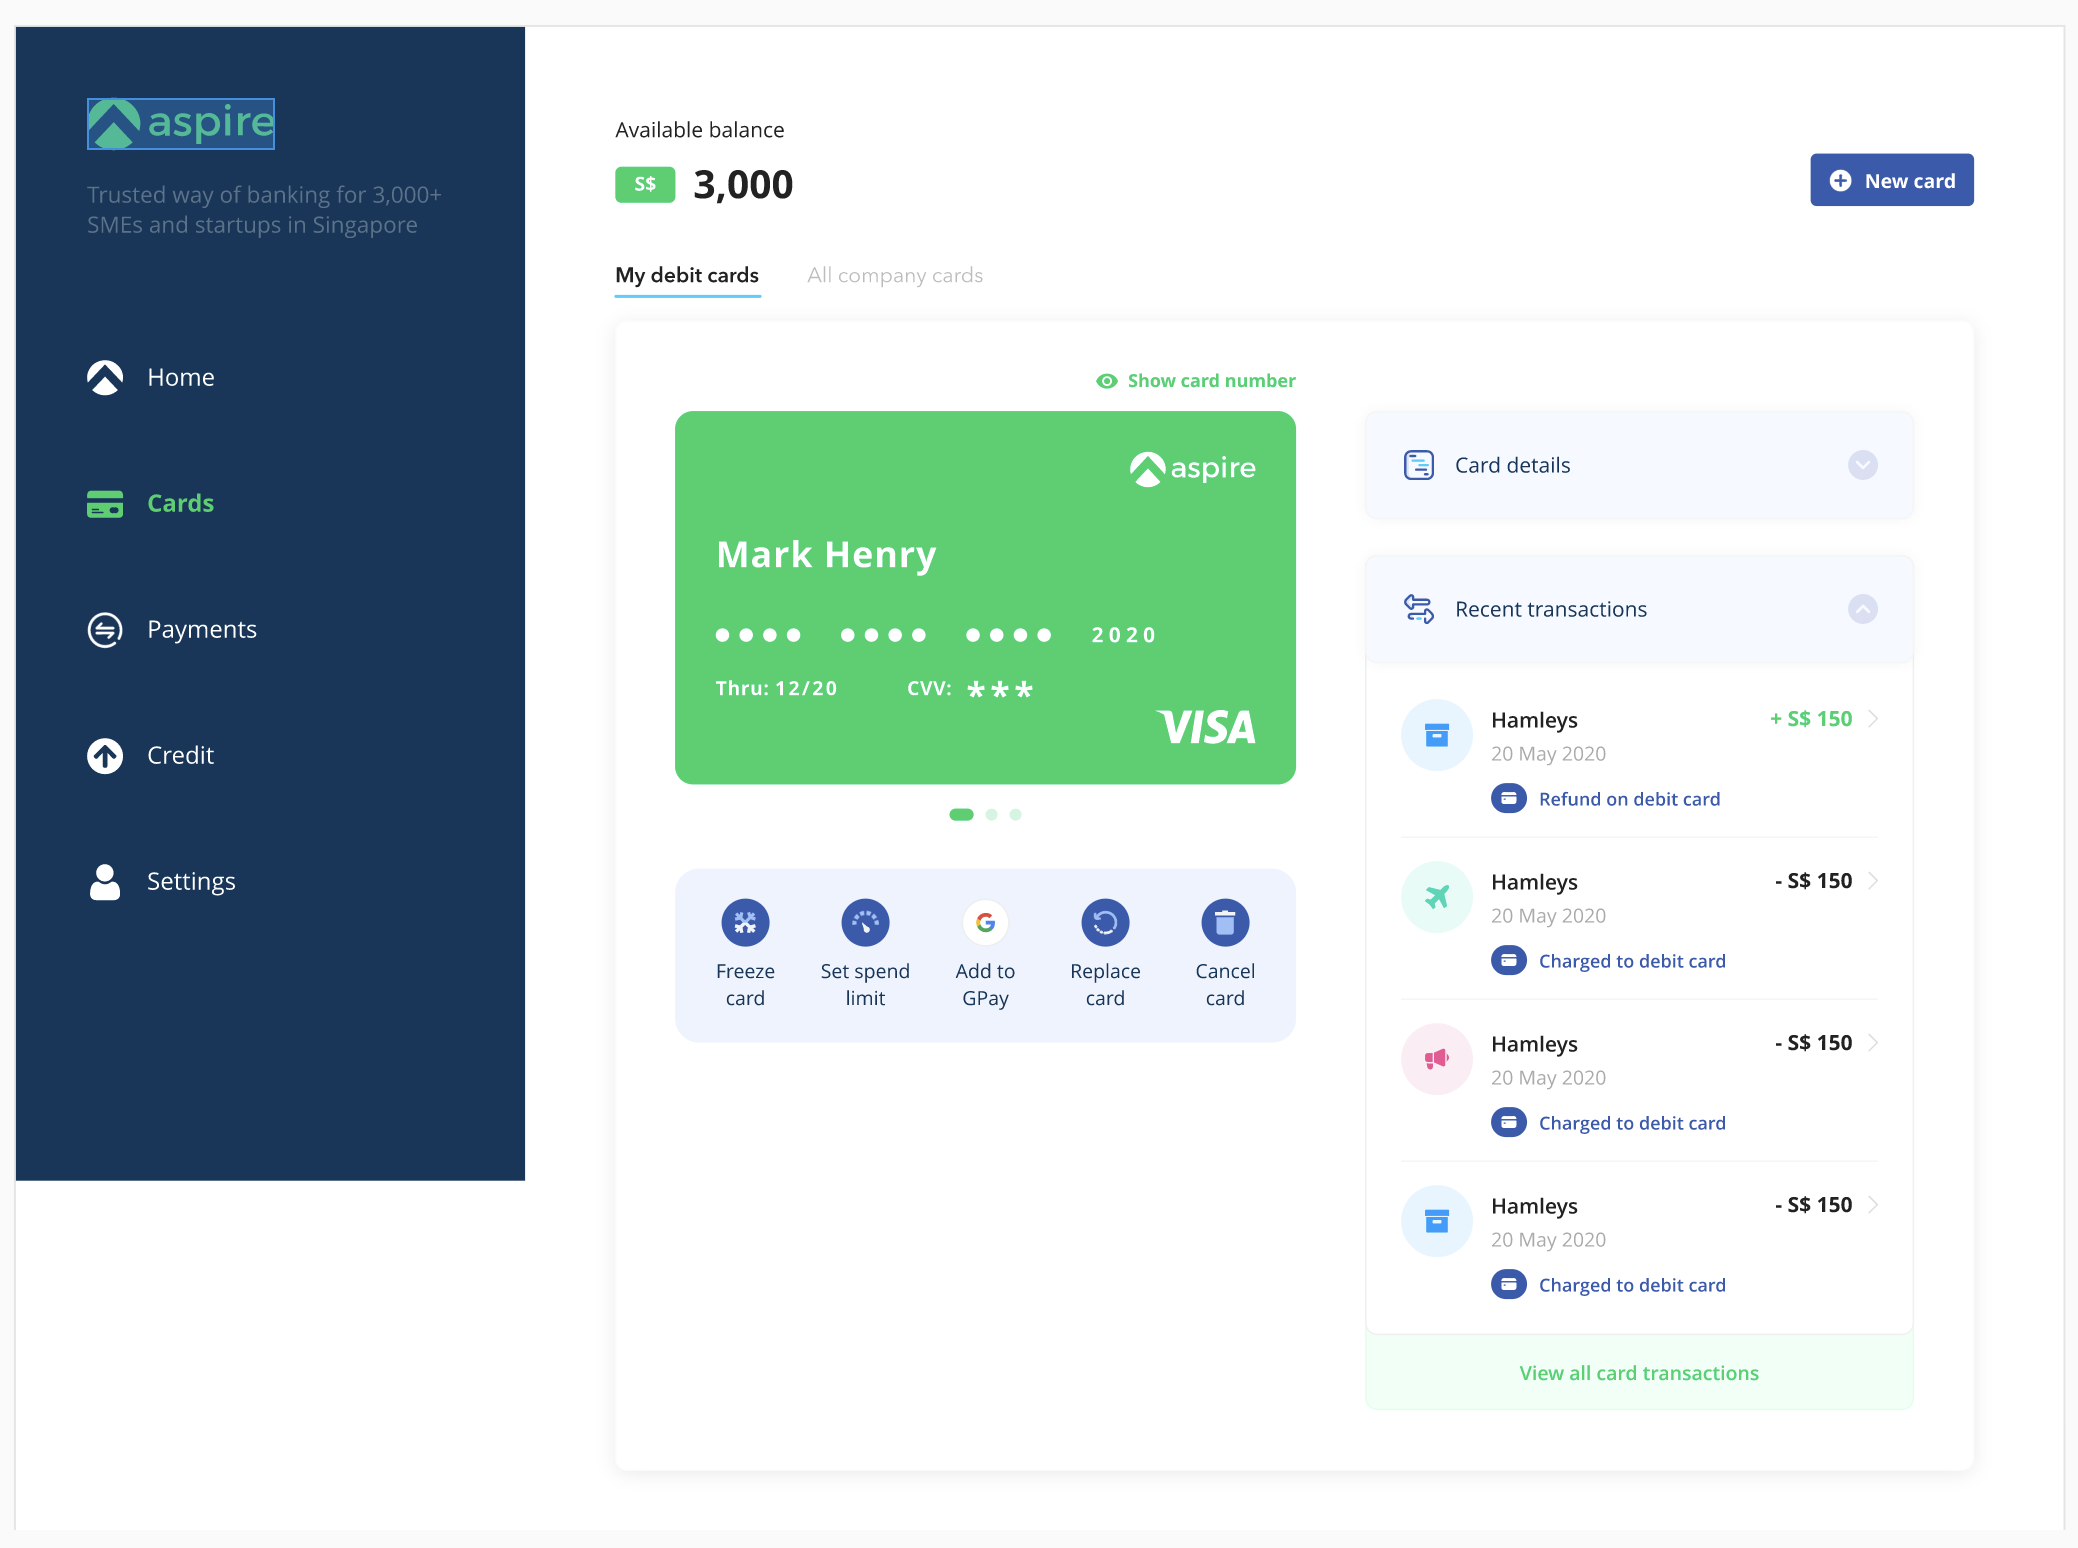 aspire
Trusted way of banking for 3,000+
SMEs and startups in Singapore
Home
Cards
Payments
Credit
Settings
Available balance
S$ 3,000
New card
My debit cards
All company cards
Show card number
aspire
Mark Henry
2020
Thru: 12/20
CVV: ***
VISA
Freeze
card
Set spend
limit
Add to
GPay
Replace
card
Cancel
card
Card details
Recent transactions
Hamleys
+ S$ 150
20 May 2020
Refund on debit card
Hamleys
- S$ 150
20 May 2020
Charged to debit card
Hamleys
- S$ 150
20 May 2020
Charged to debit card
Hamleys
- S$ 150
20 May 2020
Charged to debit card
View all card transactions